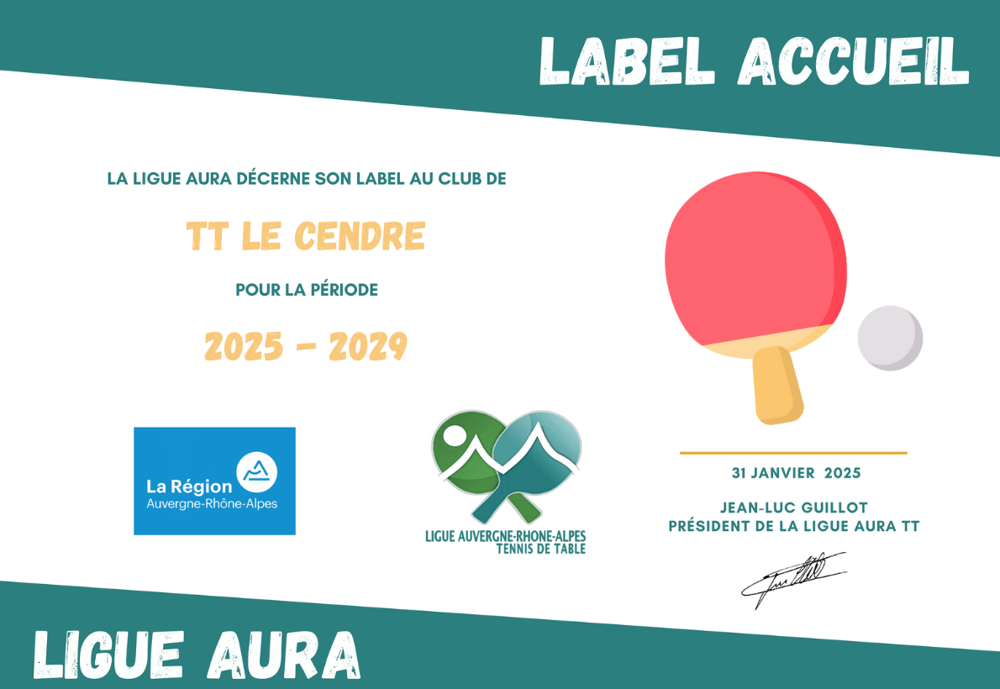 LABEL ACCUEIL
LA LIGUE AURA DÉCERNE SON LABEL AU CLUB DE
TT LE CENDRE
POUR LA PÉRIODE
2025 - 2029
La Région
Auvergne-Rhône-Alpes
LIGUE AUVERGNE-RHONE-ALPES
TENNIS DE TABLE
31 JANVIER 2025
JEAN-LUC GUILLOT
PRÉSIDENT DE LA LIGUE AURA TT
LIGUE AURA